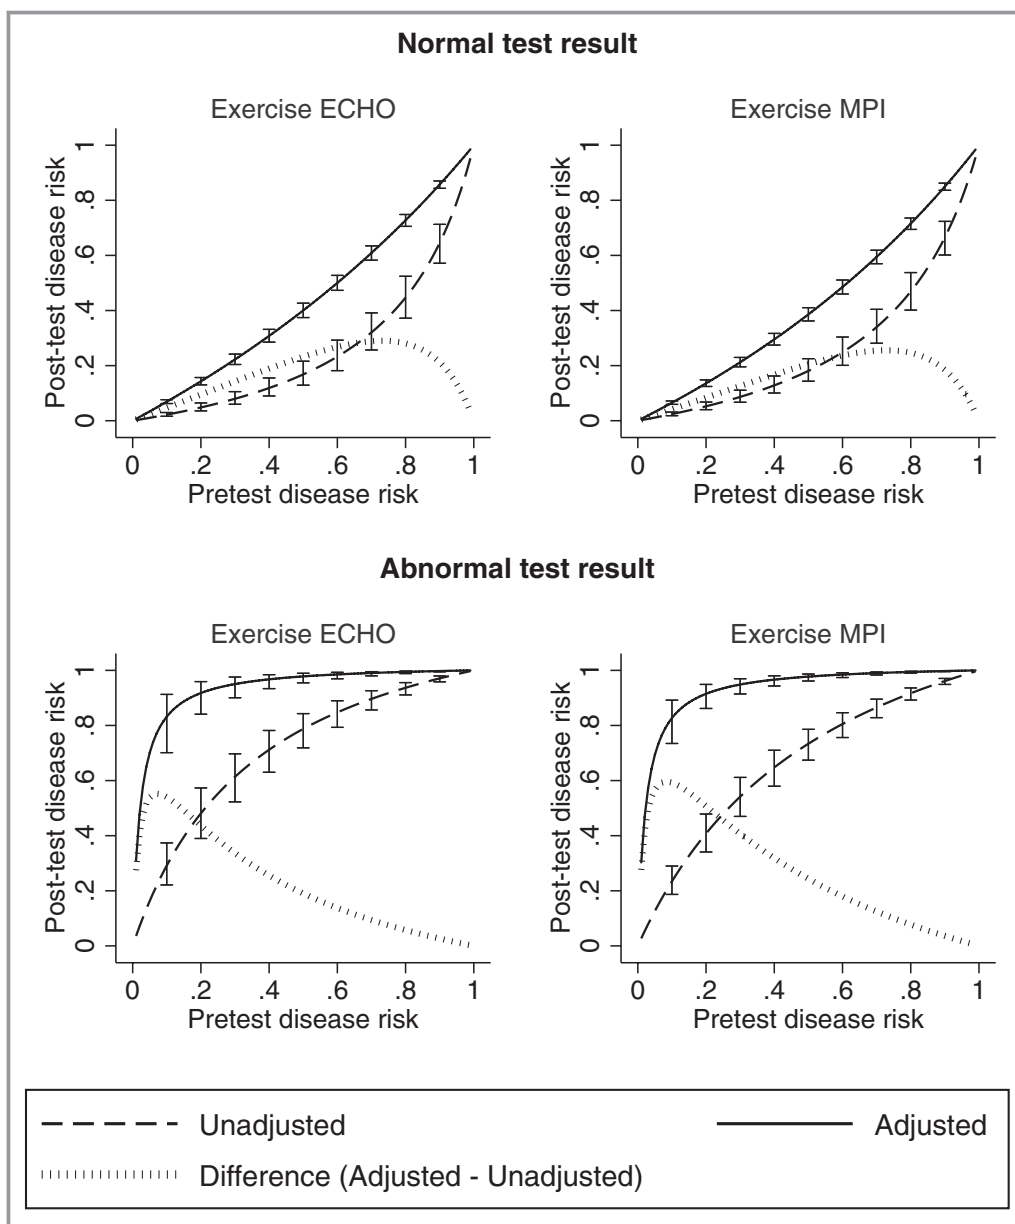 Normal test result
Exercise ECHO
Post-test disease risk
0 .2 .4 .6 .8 1
0 .2 .4 .6 .8 1
Pretest disease risk
Exercise MPI
Post-test disease risk
0 .2 .4 .6 .8 1
0 .2 .4 .6 .8 1
Pretest disease risk
Abnormal test result
Exercise ECHO
Post-test disease risk
0 .2 .4 .6 .8 1
0 .2 .4 .6 .8 1
Pretest disease risk
Exercise MPI
Post-test disease risk
0 .2 .4 .6 .8 1
0 .2 .4 .6 .8 1
Pretest disease risk
Unadjusted
Adjusted
Difference (Adjusted - Unadjusted)